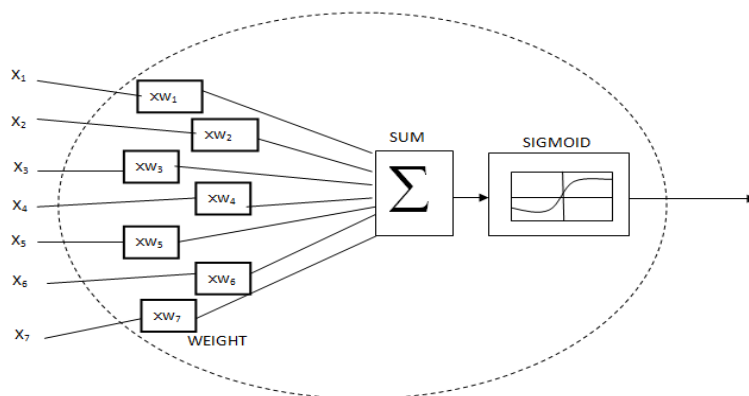 X₁
xw₁
X₂
xw₂
SUM
SIGMOID
X₃
xw₃
Σ
X₄
xw₄
X₅
xw₅
X₆
xw₆
X₇
xw₇
WEIGHT